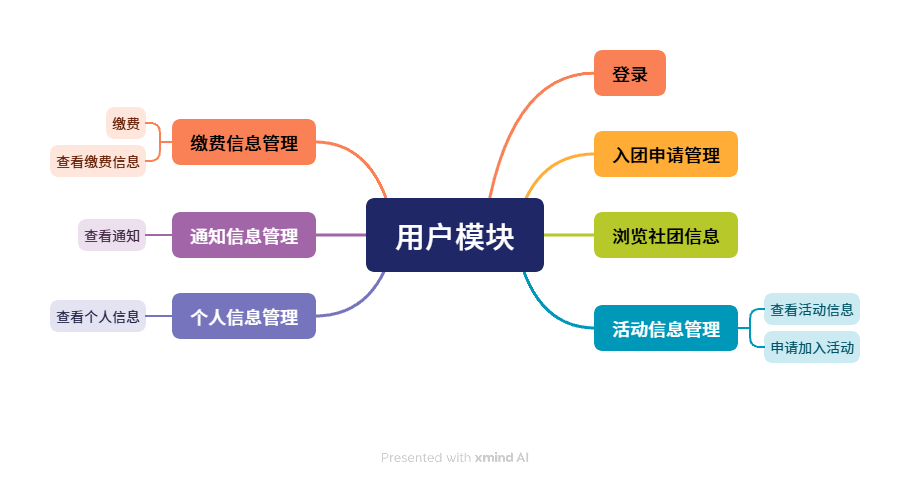 用户模块
登录
入团申请管理
浏览社团信息
活动信息管理
查看活动信息
申请加入活动
缴费信息管理
缴费
查看缴费信息
通知信息管理
查看通知
个人信息管理
查看个人信息
Presented with xmind AI